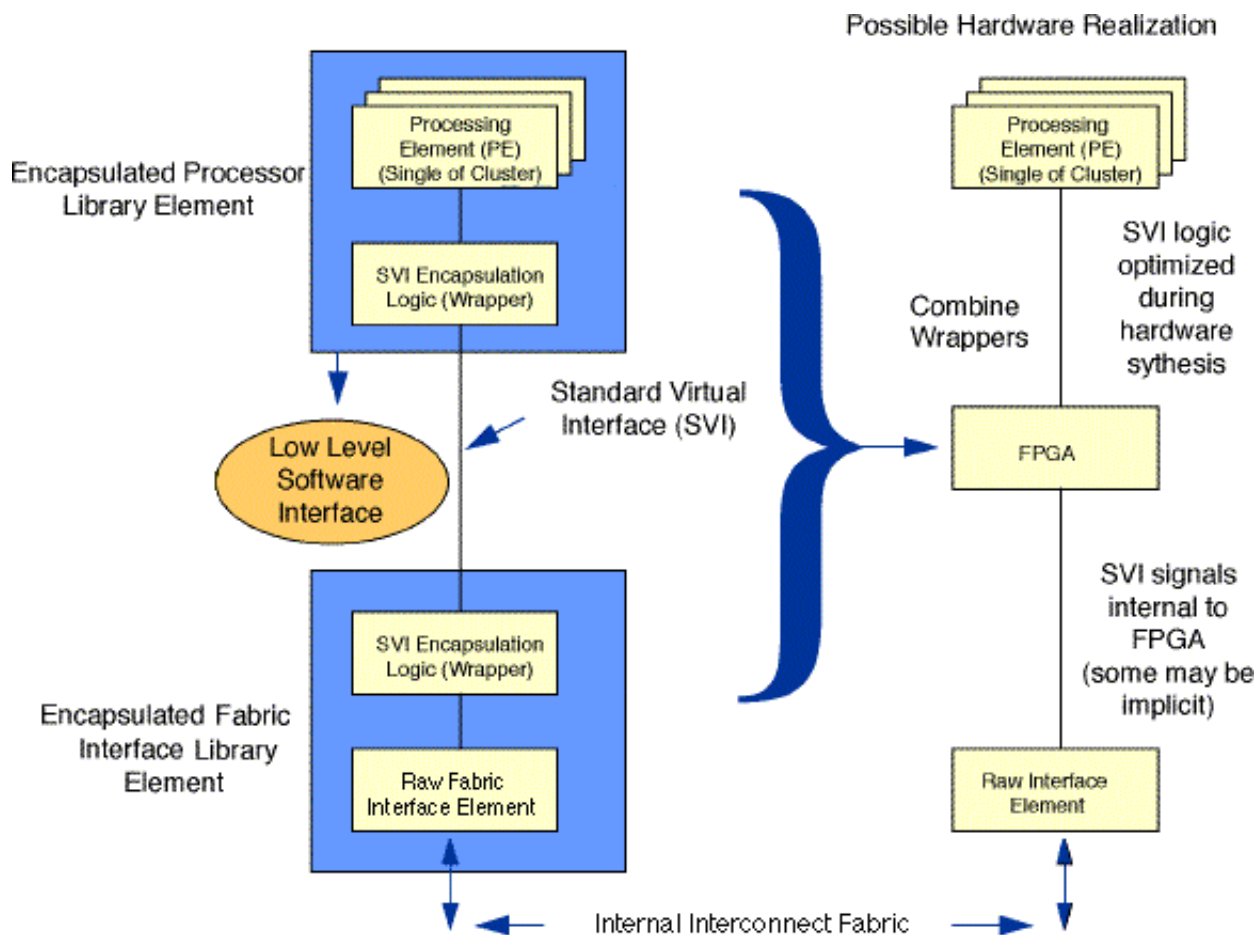 Possible Hardware Realization
Processing
Element (PE)
(Single of Cluster)
Encapsulated Processor
Library Element
SVI Encapsulation
Logic (Wrapper)
Standard Virtual
Interface (SVI)
Low Level
Software
Interface
SVI Encapsulation
Logic (Wrapper)
Encapsulated Fabric
Interface Library
Element
Raw Fabric
Interface Element
Processing
Element (PE)
(Single of Cluster)
SVI logic
optimized
during
hardware
sythesis
Combine
Wrappers
FPGA
SVI signals
internal to
FPGA
(some may be
implicit)
Raw Interface
Element
Internal Interconnect Fabric